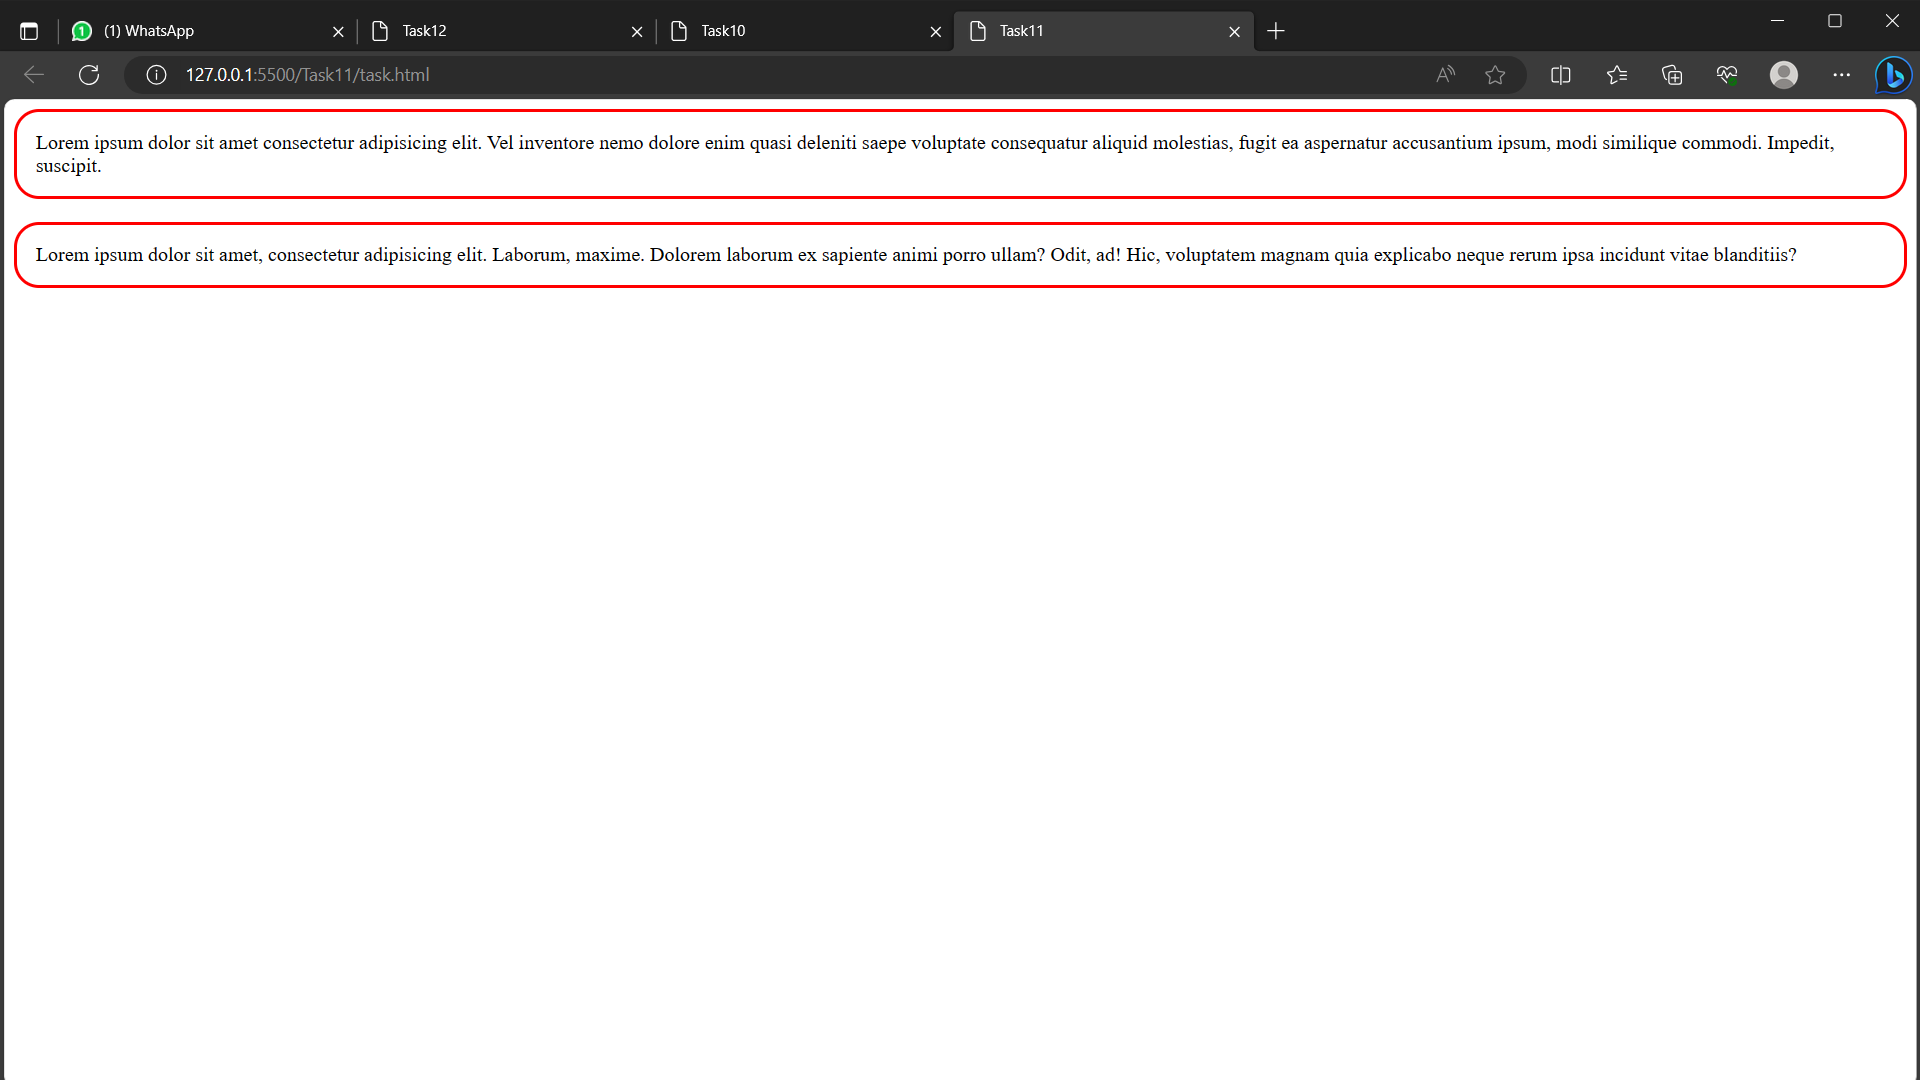 1 (1) WhatsApp Task12 Task10 Task11
127.0.0.1:5500/Task11/task.html
Lorem ipsum dolor sit amet consectetur adipisicing elit. Vel inventore nemo dolore enim quasi deleniti saepe voluptate consequatur aliquid molestias, fugit ea aspernatur accusantium ipsum, modi similique commodi. Impedit,
suscipit.
Lorem ipsum dolor sit amet, consectetur adipisicing elit. Laborum, maxime. Dolorem laborum ex sapiente animi porro ullam? Odit, ad! Hic, voluptatem magnam quia explicabo neque rerum ipsa incidunt vitae blanditiis?